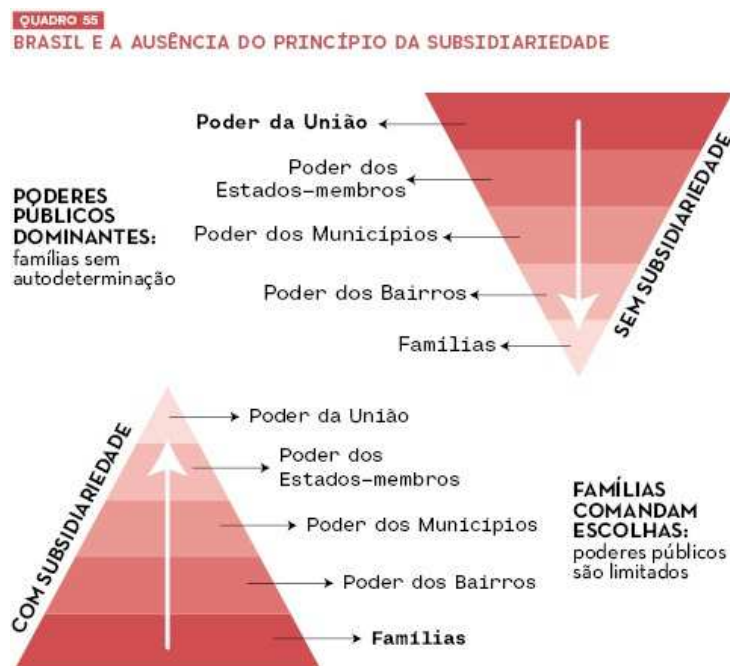 QUADRO 55
BRASIL E A AUSÊNCIA DO PRINCÍPIO DA SUBSIDIARIEDADE
Poder da União
Poder dos
Estados-membros
Poder dos Municípios
Poder dos Bairros
Famílias
SEM SUBSIDIARIEDADE
PODERES
PÚBLICOS
DOMINANTES:
famílias sem
autodeterminação
COM SUBSIDIARIEDADE
Poder da União
Poder dos
Estados-membros
Poder dos Municípios
Poder dos Bairros
Famílias
FAMÍLIAS
COMANDAM
ESCOLHAS:
poderes públicos
são limitados